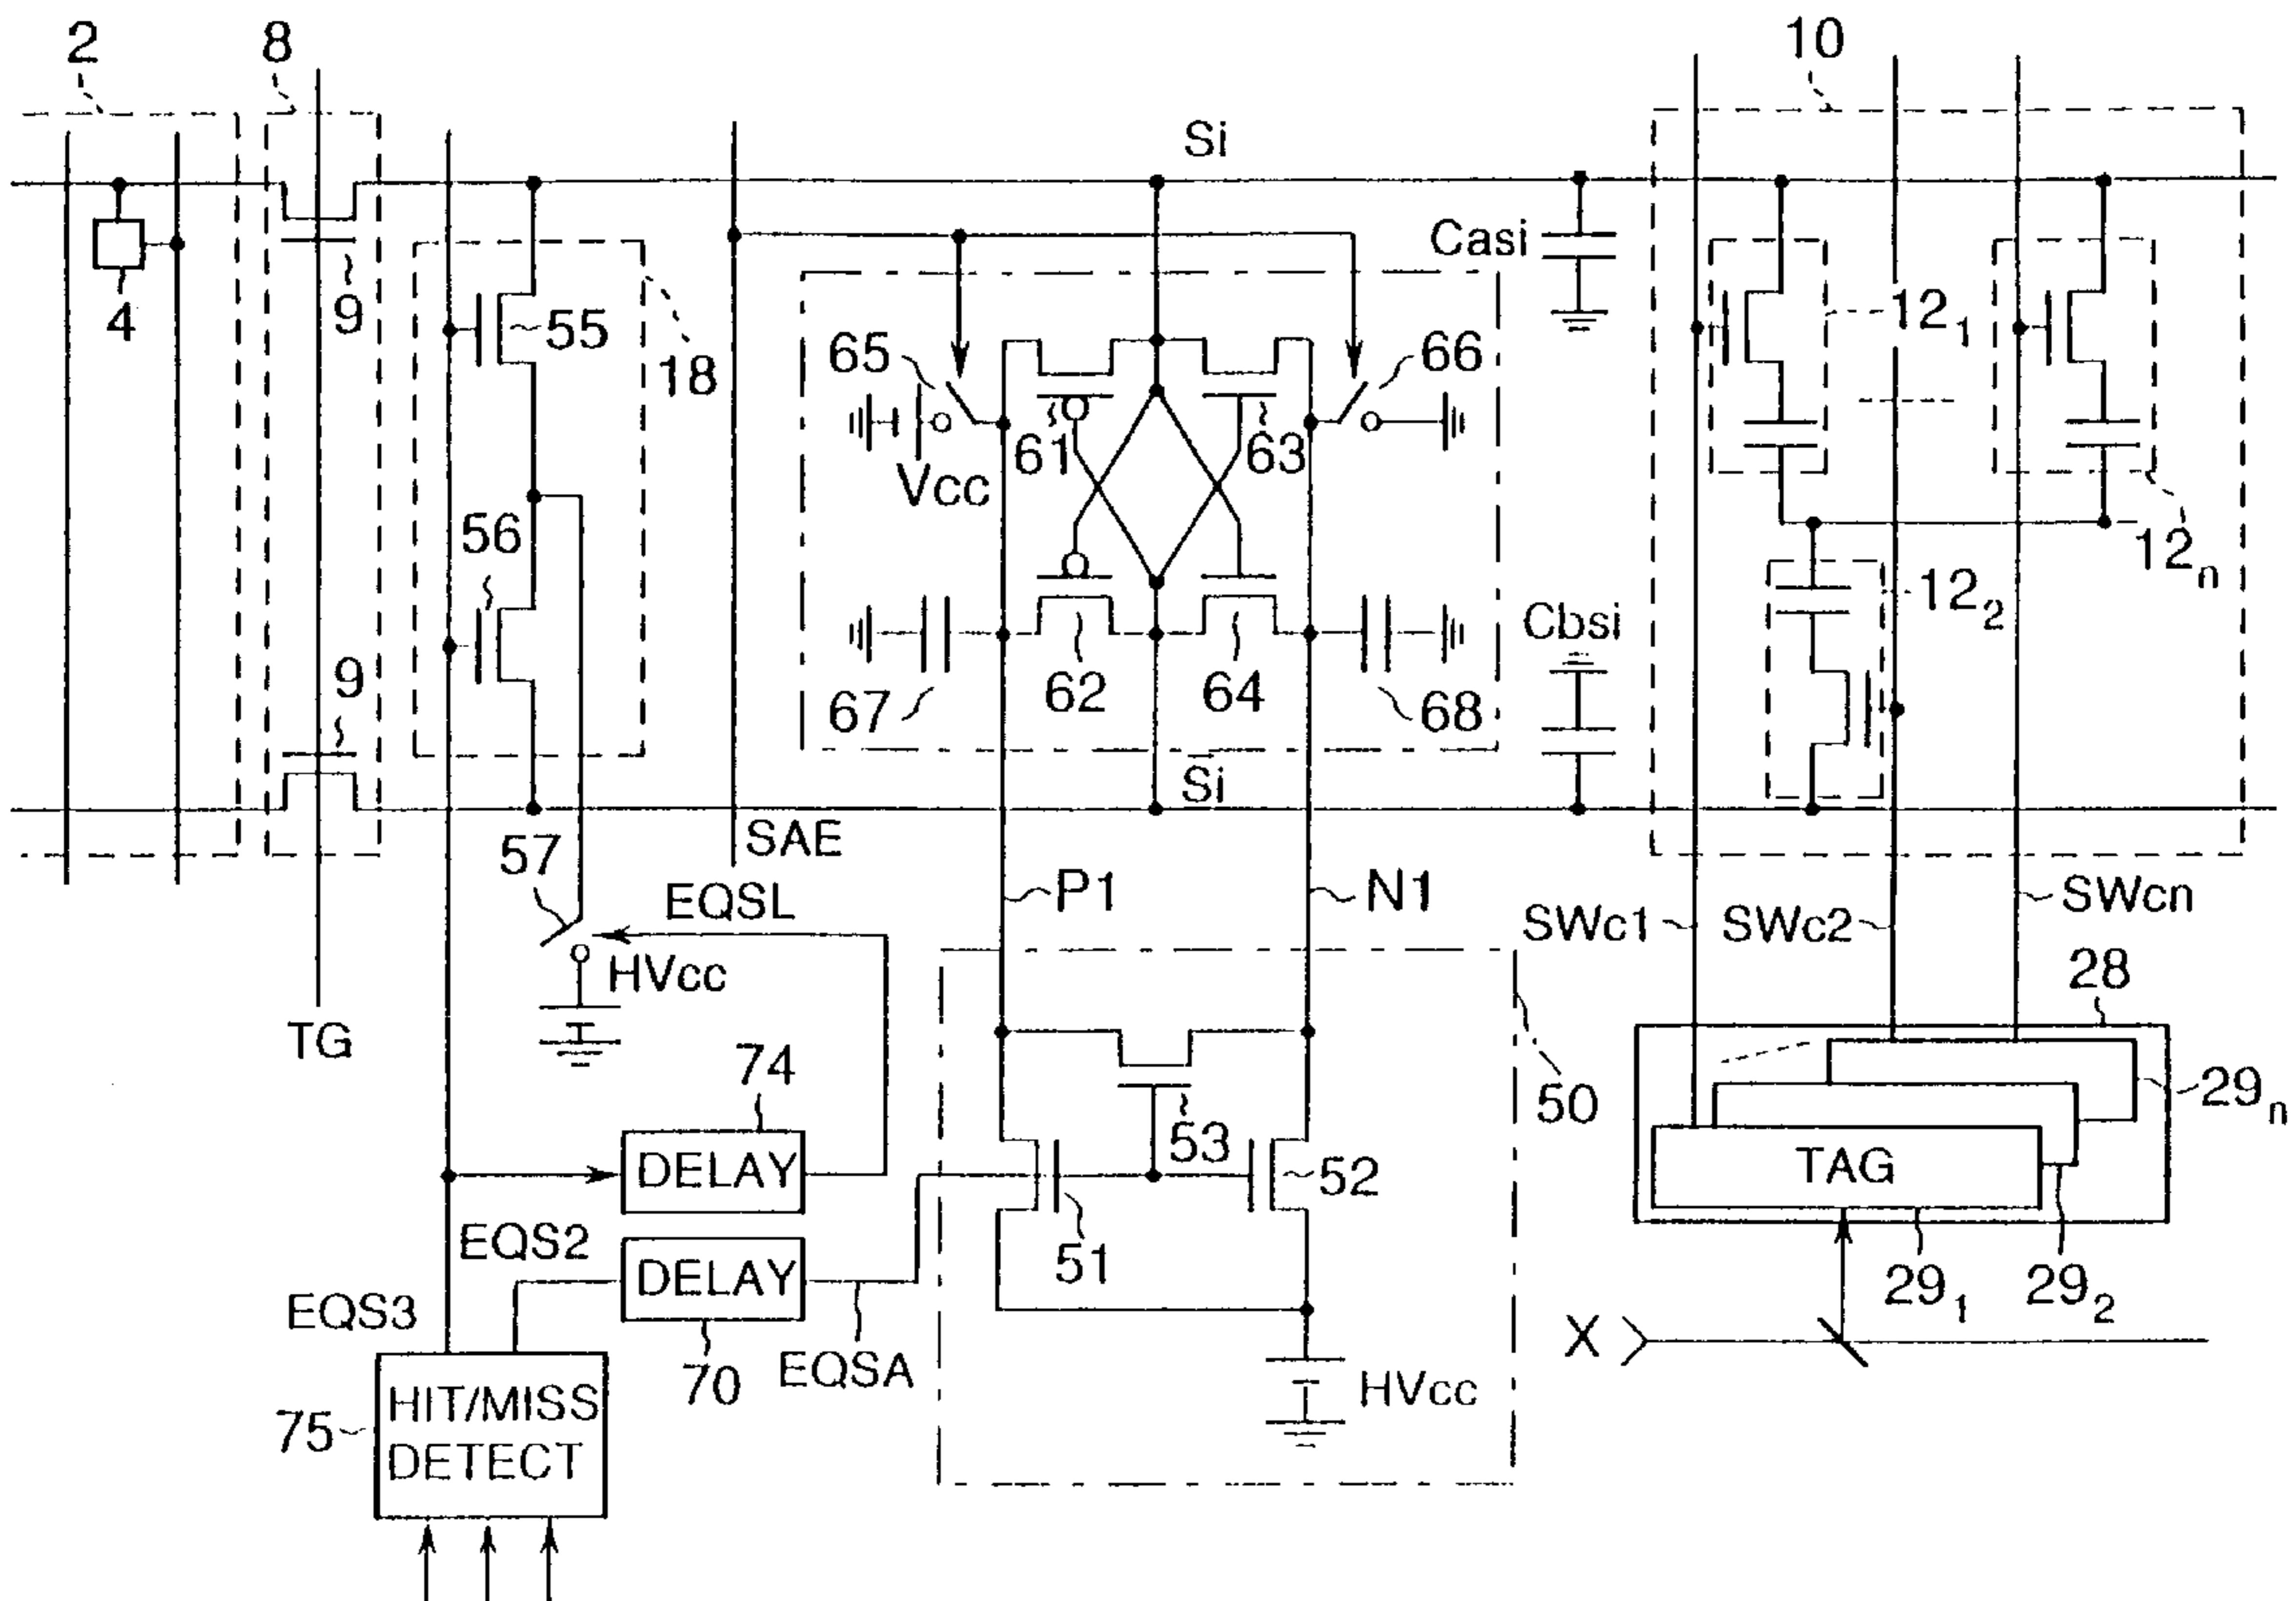 2
8
10
Si
Casi
4
9
55
18
65
66
12₁
61
63
Vcc
56
12ₙ
12₂
Cbsi
9
67
62
64
68
S̅i̅
SAE
57
EQSL
P1
N1
SWc1
SWc2
SWcn
HVcc
28
TG
74
50
29ₙ
DELAY
53
52
TAG
EQS2
51
DELAY
29₁
29₂
EQS3
X
70
EQSA
HVcc
75
HIT/MISS
DETECT